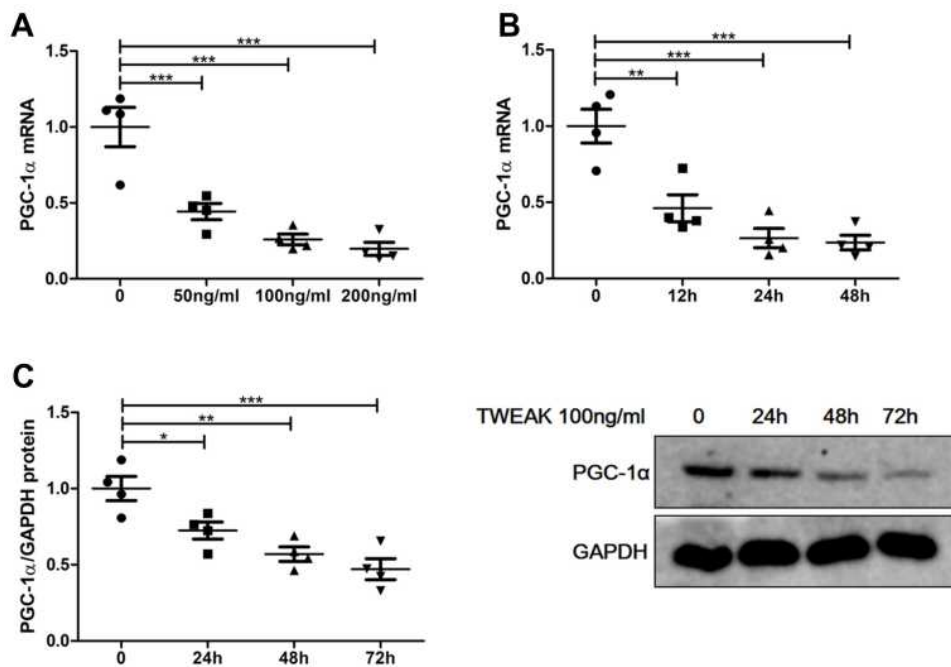 A
PGC-1α mRNA
1.5
1.0
0.5
0.0
***
***
***
0 50ng/ml 100ng/ml 200ng/ml
B
PGC-1α mRNA
1.5
1.0
0.5
0.0
***
***
**
0 12h 24h 48h
C
PGC-1α/GAPDH protein
1.5
1.0
0.5
0.0
***
**
*
0 24h 48h 72h
TWEAK 100ng/ml 0 24h 48h 72h
PGC-1α
GAPDH